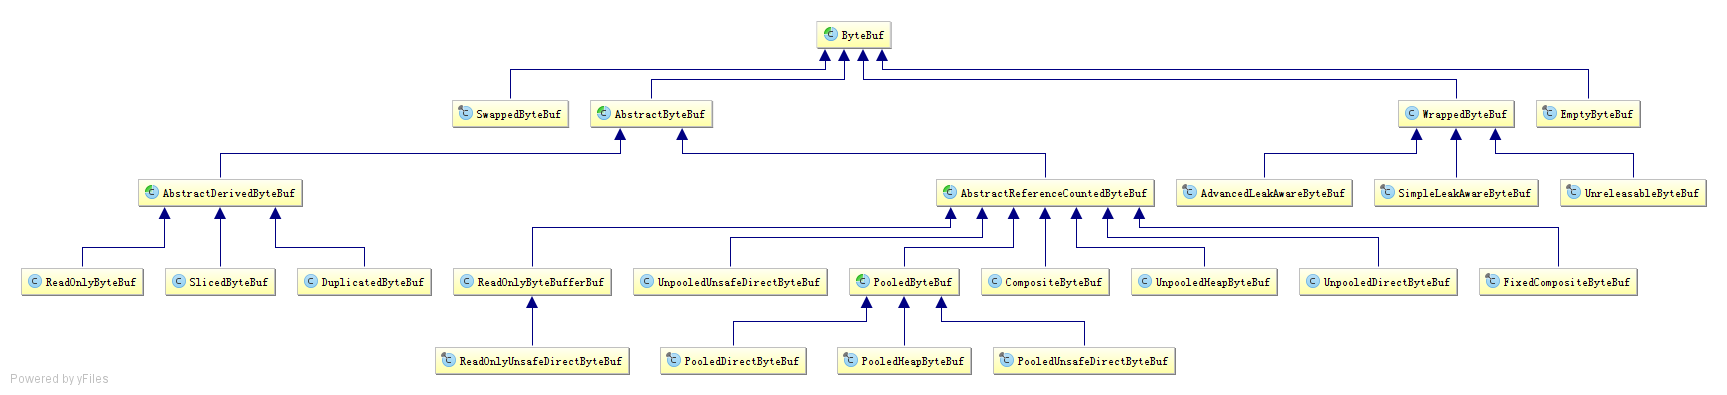 ByteBuf
SwappedByteBuf
AbstractByteBuf
WrappedByteBuf
EmptyByteBuf
AbstractDerivedByteBuf
AbstractReferenceCountedByteBuf
AdvancedLeakAwareByteBuf
SimpleLeakAwareByteBuf
UnreleasableByteBuf
ReadOnlyByteBuf
SlicedByteBuf
DuplicatedByteBuf
ReadOnlyByteBufferBuf
UnpooledUnsafeDirectByteBuf
PooledByteBuf
CompositeByteBuf
UnpooledHeapByteBuf
UnpooledDirectByteBuf
FixedCompositeByteBuf
ReadOnlyUnsafeDirectByteBuf
PooledDirectByteBuf
PooledHeapByteBuf
PooledUnsafeDirectByteBuf
Powered by yFiles